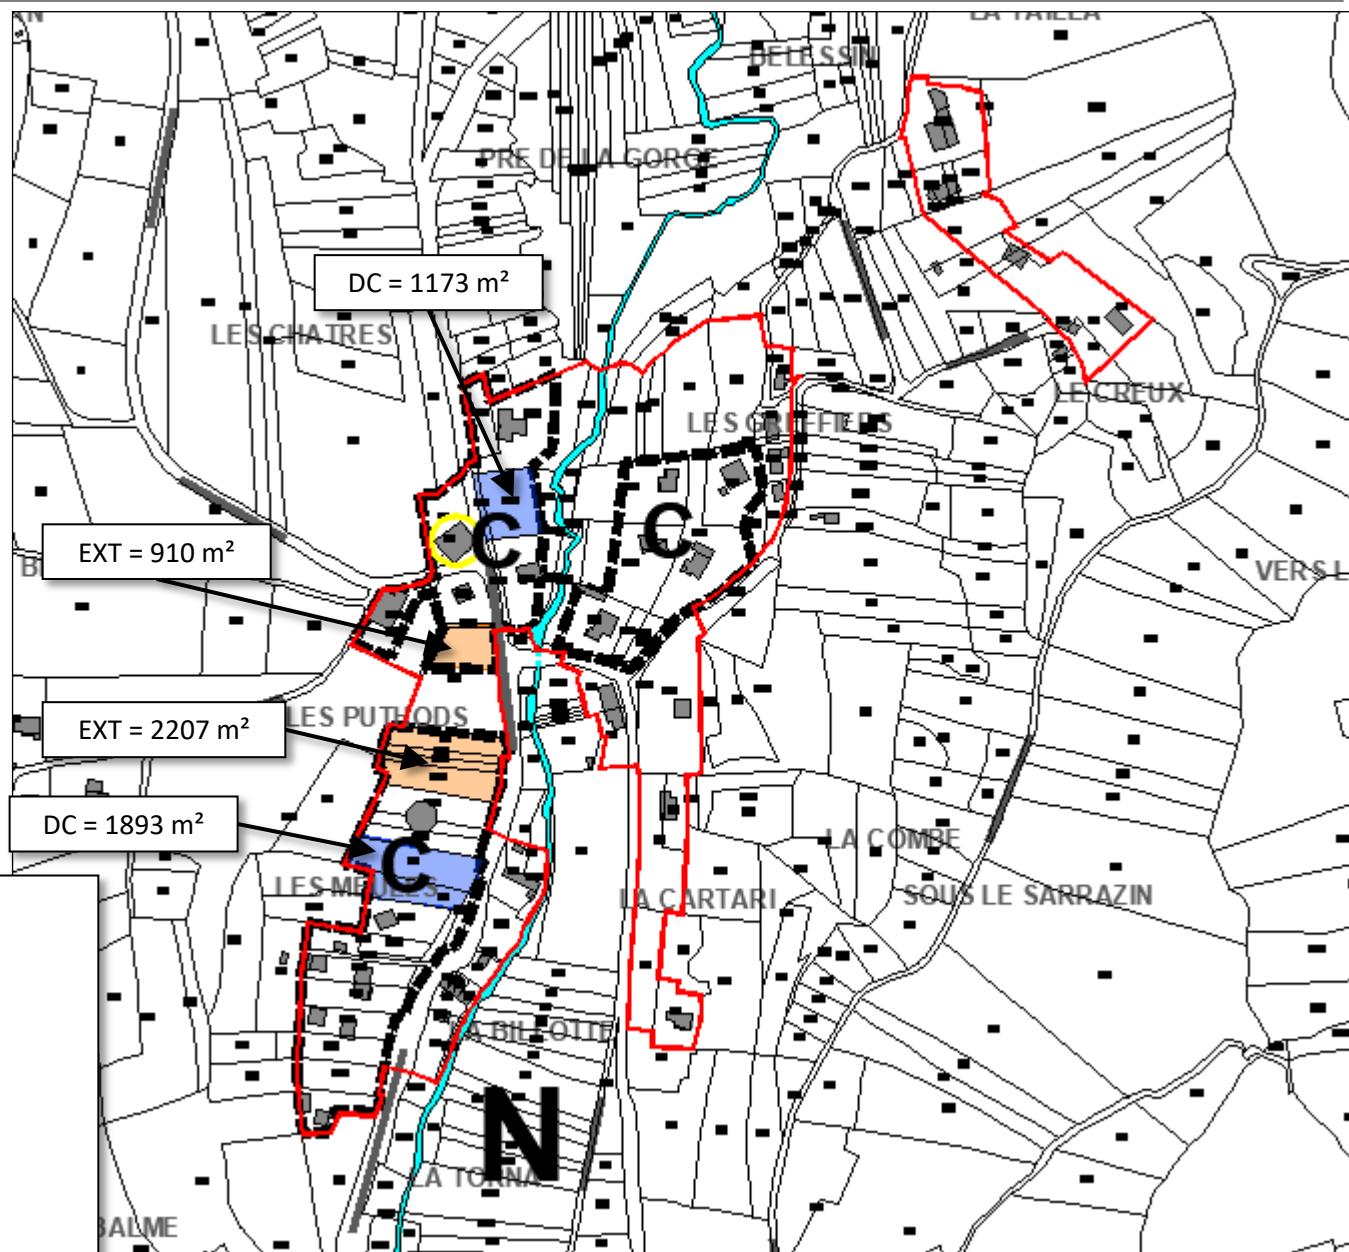 LA TAILLA
BELESSIN
PRE DE LA GORGE
DC = 1173 m²
LES CHATRES
LE CREUX
LES GREFFIERS
C
C
EXT = 910 m²
VERS L
LES PUTHODS
EXT = 2207 m²
DC = 1893 m²
LA COMBE
C
LES MEULES
LA CARTARI
SOUS LE SARRAZIN
LA BILLOTTE
N
LA TORNA
BALME